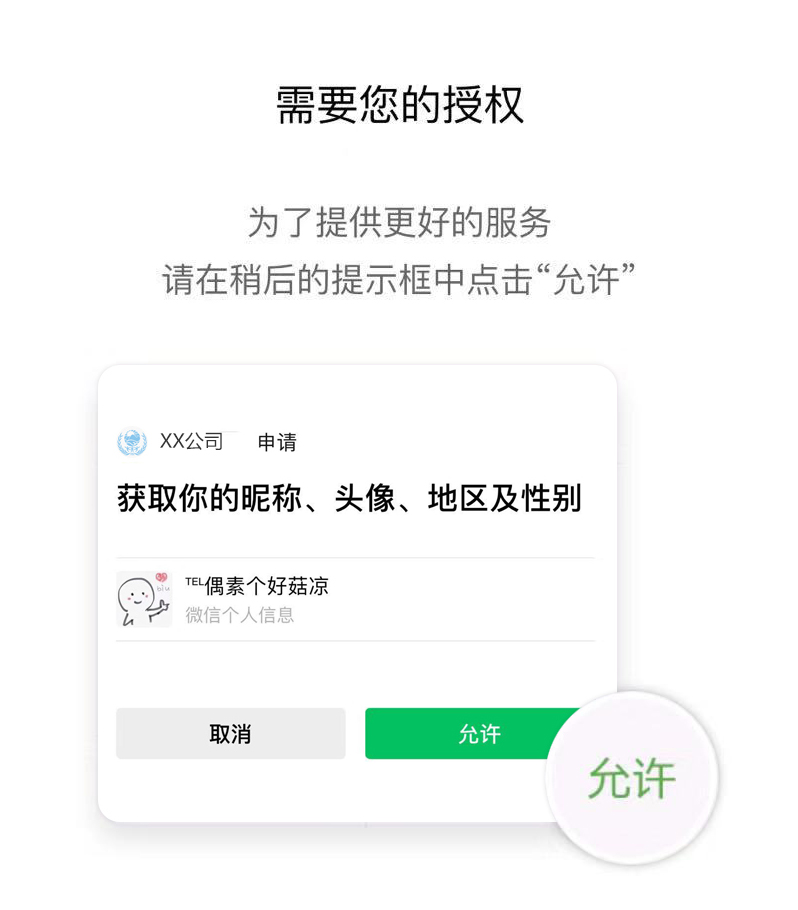 需要您的授权
为了提供更好的服务
请在稍后的提示框中点击“允许”
XX公司 申请
获取你的昵称、头像、地区及性别
biu
ᵀᴱᴸ偶素个好菇凉
微信个人信息
取消
允许
允许